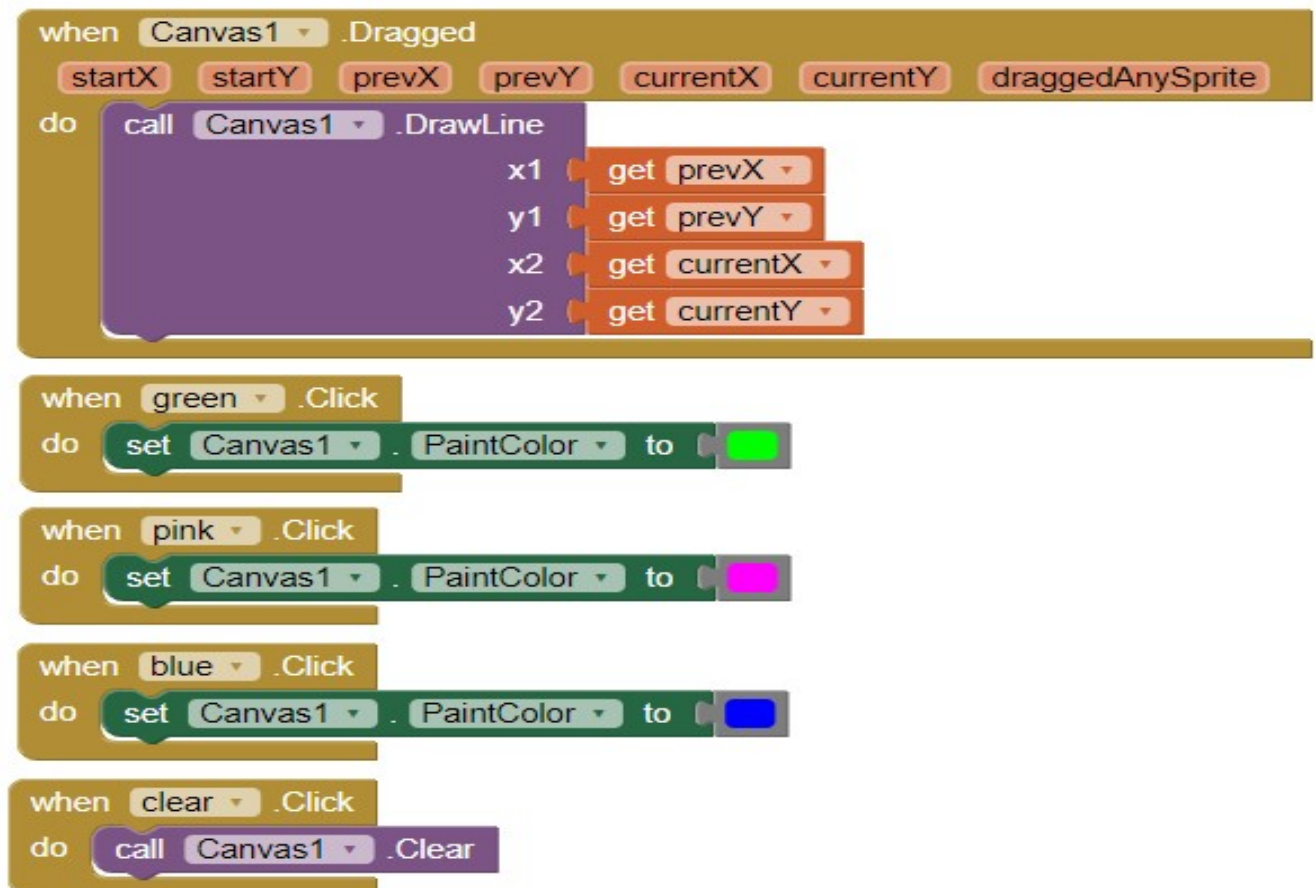 when Canvas1 .Dragged
startX startY prevX prevY currentX currentY draggedAnySprite
do call Canvas1 .DrawLine
x1 get prevX
y1 get prevY
x2 get currentX
y2 get currentY
when green .Click
do set Canvas1 . PaintColor to
when pink .Click
do set Canvas1 . PaintColor to
when blue .Click
do set Canvas1 . PaintColor to
when clear .Click
do call Canvas1 .Clear